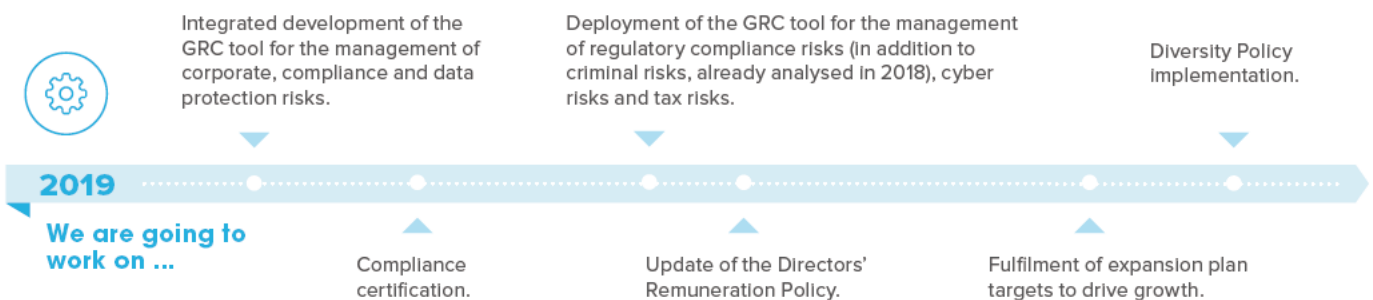 Integrated development of the
GRC tool for the management of
corporate, compliance and data
protection risks.
Deployment of the GRC tool for the management
of regulatory compliance risks (in addition to
criminal risks, already analysed in 2018), cyber
risks and tax risks.
Diversity Policy
implementation.
2019
We are going to
work on ...
Compliance
certification.
Update of the Directors'
Remuneration Policy.
Fulfilment of expansion plan
targets to drive growth.